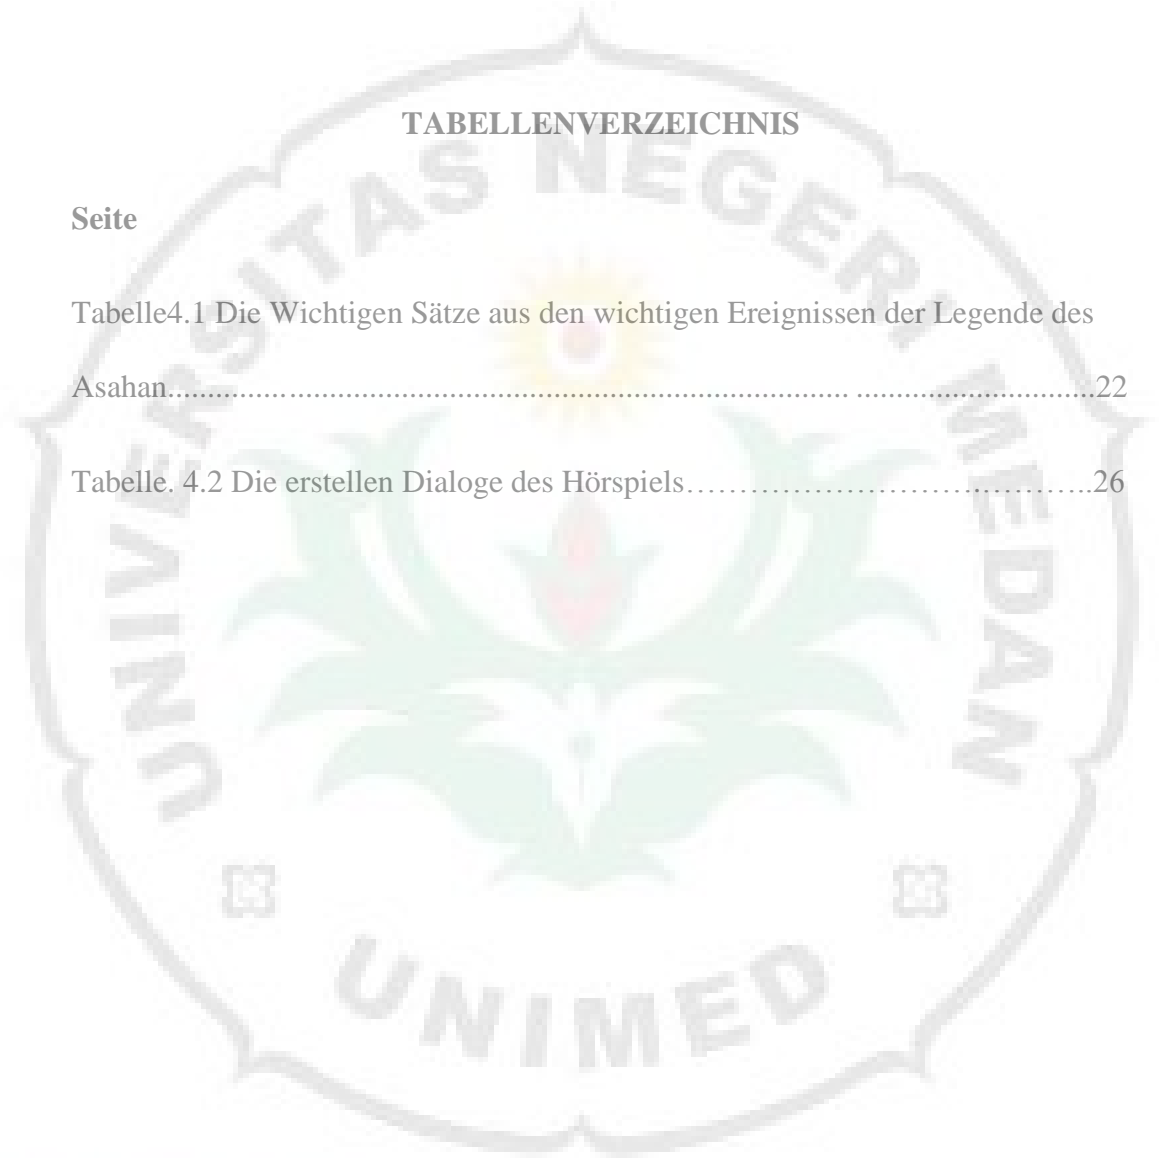 TABELLENVERZEICHNIS
Seite
Tabelle4.1 Die Wichtigen Sätze aus den wichtigen Ereignissen der Legende des
Asahan.................................................................................... .............................22
Tabelle. 4.2 Die erstellen Dialoge des Hörspiels…………………………………..26
UNIVERSITAS NEGERI MEDAN
UNIMED